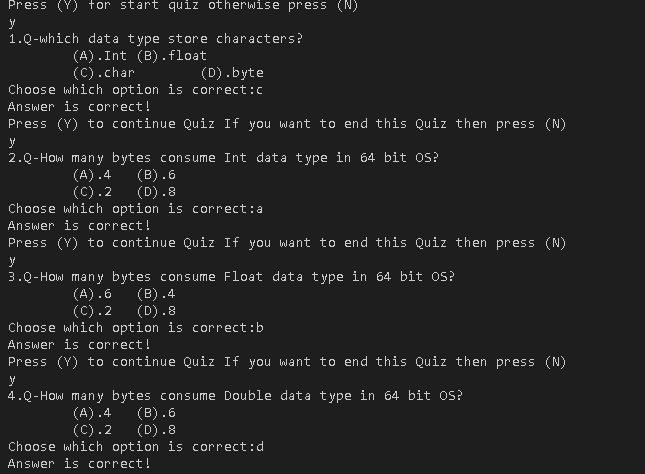 Press (Y) for start quiz otherwise press (N)
y
1.Q-which data type store characters?
(A).Int (B).float
(C).char (D).byte
Choose which option is correct:c
Answer is correct!
Press (Y) to continue Quiz If you want to end this Quiz then press (N)
y
2.Q-How many bytes consume Int data type in 64 bit OS?
(A).4 (B).6
(C).2 (D).8
Choose which option is correct:a
Answer is correct!
Press (Y) to continue Quiz If you want to end this Quiz then press (N)
y
3.Q-How many bytes consume Float data type in 64 bit OS?
(A).6 (B).4
(C).2 (D).8
Choose which option is correct:b
Answer is correct!
Press (Y) to continue Quiz If you want to end this Quiz then press (N)
y
4.Q-How many bytes consume Double data type in 64 bit OS?
(A).4 (B).6
(C).2 (D).8
Choose which option is correct:d
Answer is correct!